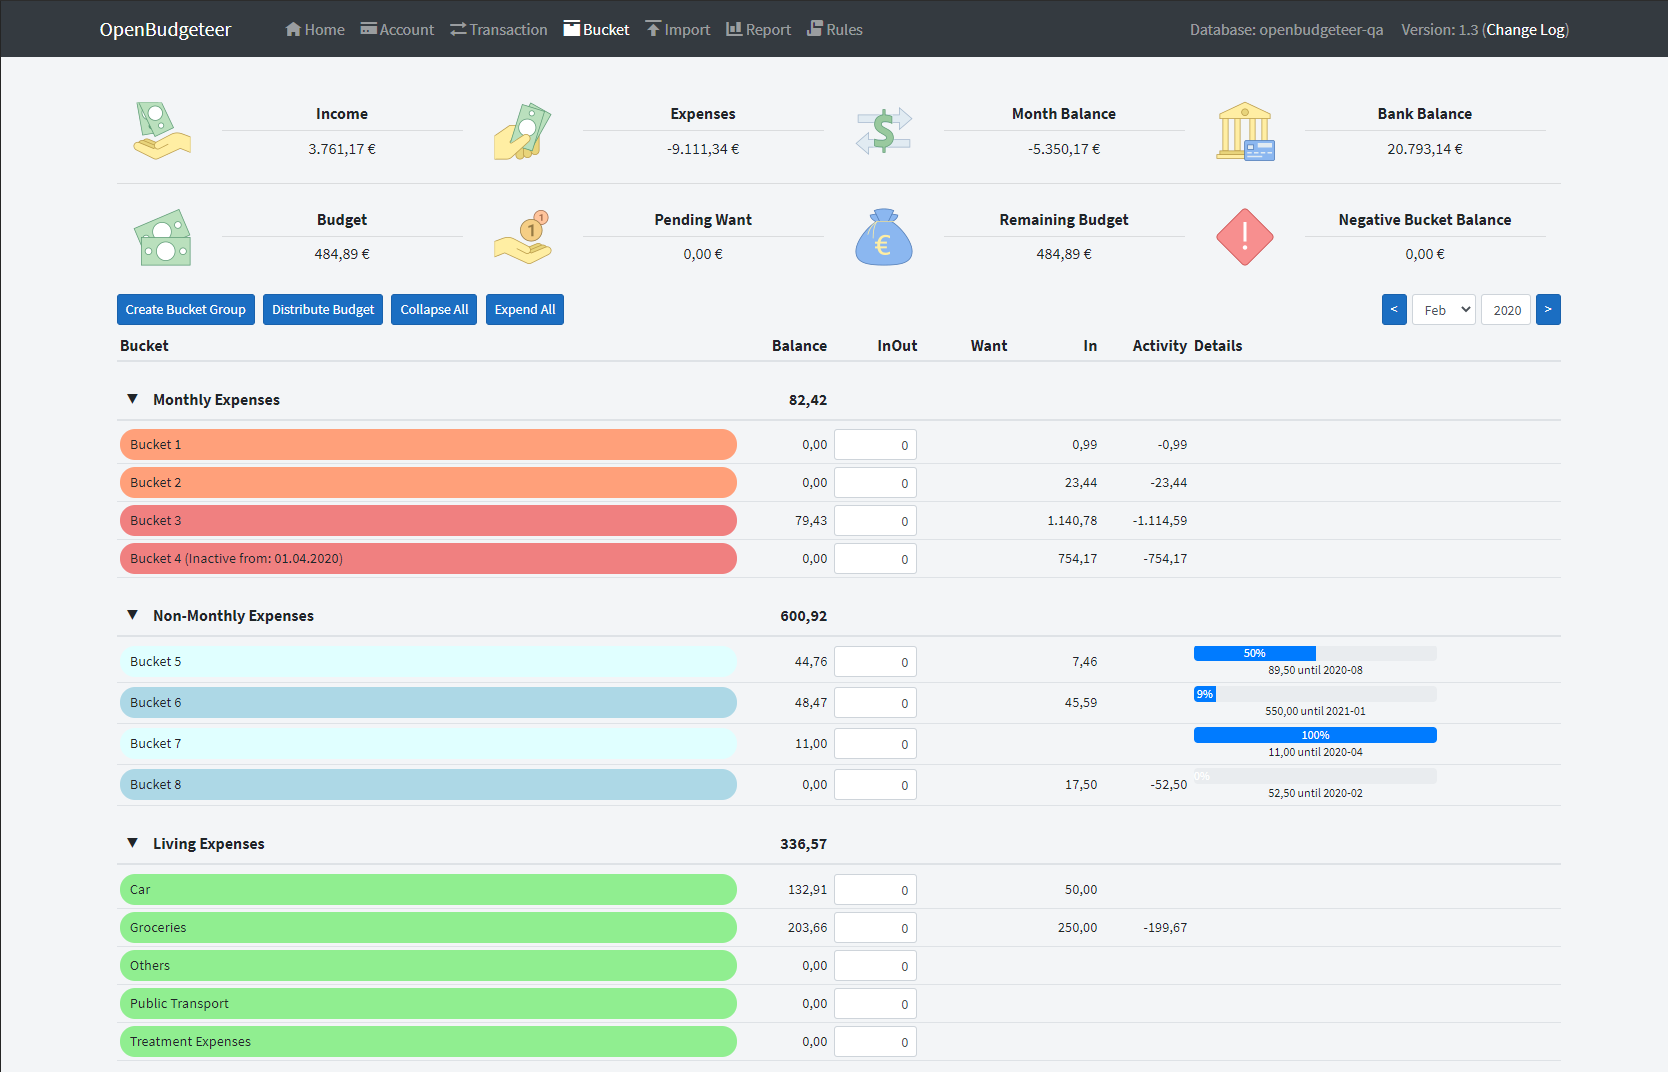 OpenBudgeteer Home Account Transaction Bucket Import Report Rules Database: openbudgeteer-qa Version: 1.3 (Change Log)
Income Expenses Month Balance Bank Balance
3.761,17 € -9.111,34 € -5.350,17 € 20.793,14 €
Budget Pending Want Remaining Budget Negative Bucket Balance
484,89 € 0,00 € 484,89 € 0,00 €
Create Bucket Group Distribute Budget Collapse All Expend All < Feb 2020 >
Bucket Balance InOut Want In Activity Details
▼ Monthly Expenses 82,42
Bucket 1 0,00 0 0,99 -0,99
Bucket 2 0,00 0 23,44 -23,44
Bucket 3 79,43 0 1.140,78 -1.114,59
Bucket 4 (Inactive from: 01.04.2020) 0,00 0 754,17 -754,17
▼ Non-Monthly Expenses 600,92
Bucket 5 44,76 0 7,46 50%
89,50 until 2020-08
Bucket 6 48,47 0 45,59 9%
550,00 until 2021-01
Bucket 7 11,00 0 100%
11,00 until 2020-04
Bucket 8 0,00 0 17,50 -52,50 0%
52,50 until 2020-02
▼ Living Expenses 336,57
Car 132,91 0 50,00
Groceries 203,66 0 250,00 -199,67
Others 0,00 0
Public Transport 0,00 0
Treatment Expenses 0,00 0